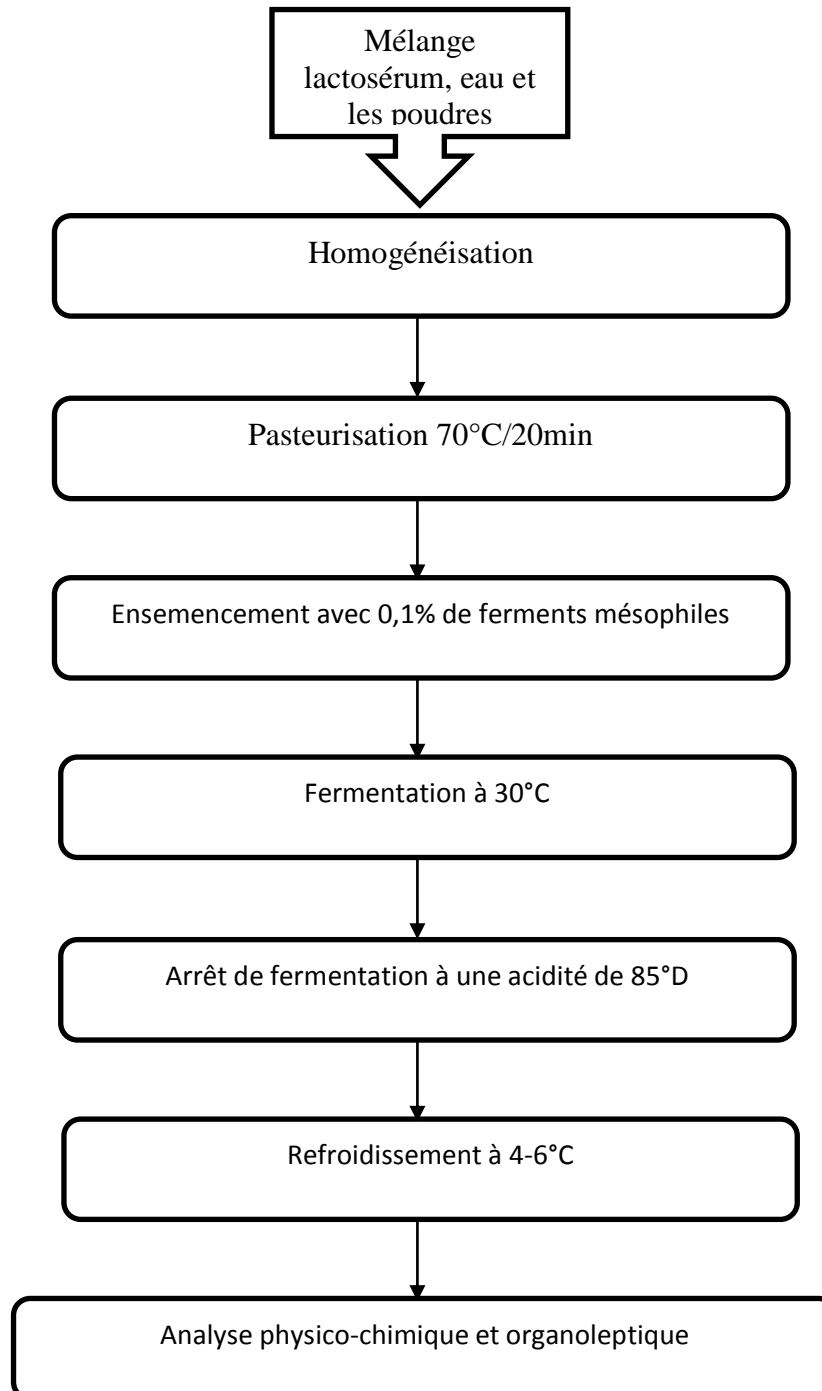 Mélange
lactosérum, eau et
les poudres
Homogénéisation
Pasteurisation 70°C/20min
Ensemencement avec 0,1% de ferments mésophiles
Fermentation à 30°C
Arrêt de fermentation à une acidité de 85°D
Refroidissement à 4-6°C
Analyse physico-chimique et organoleptique